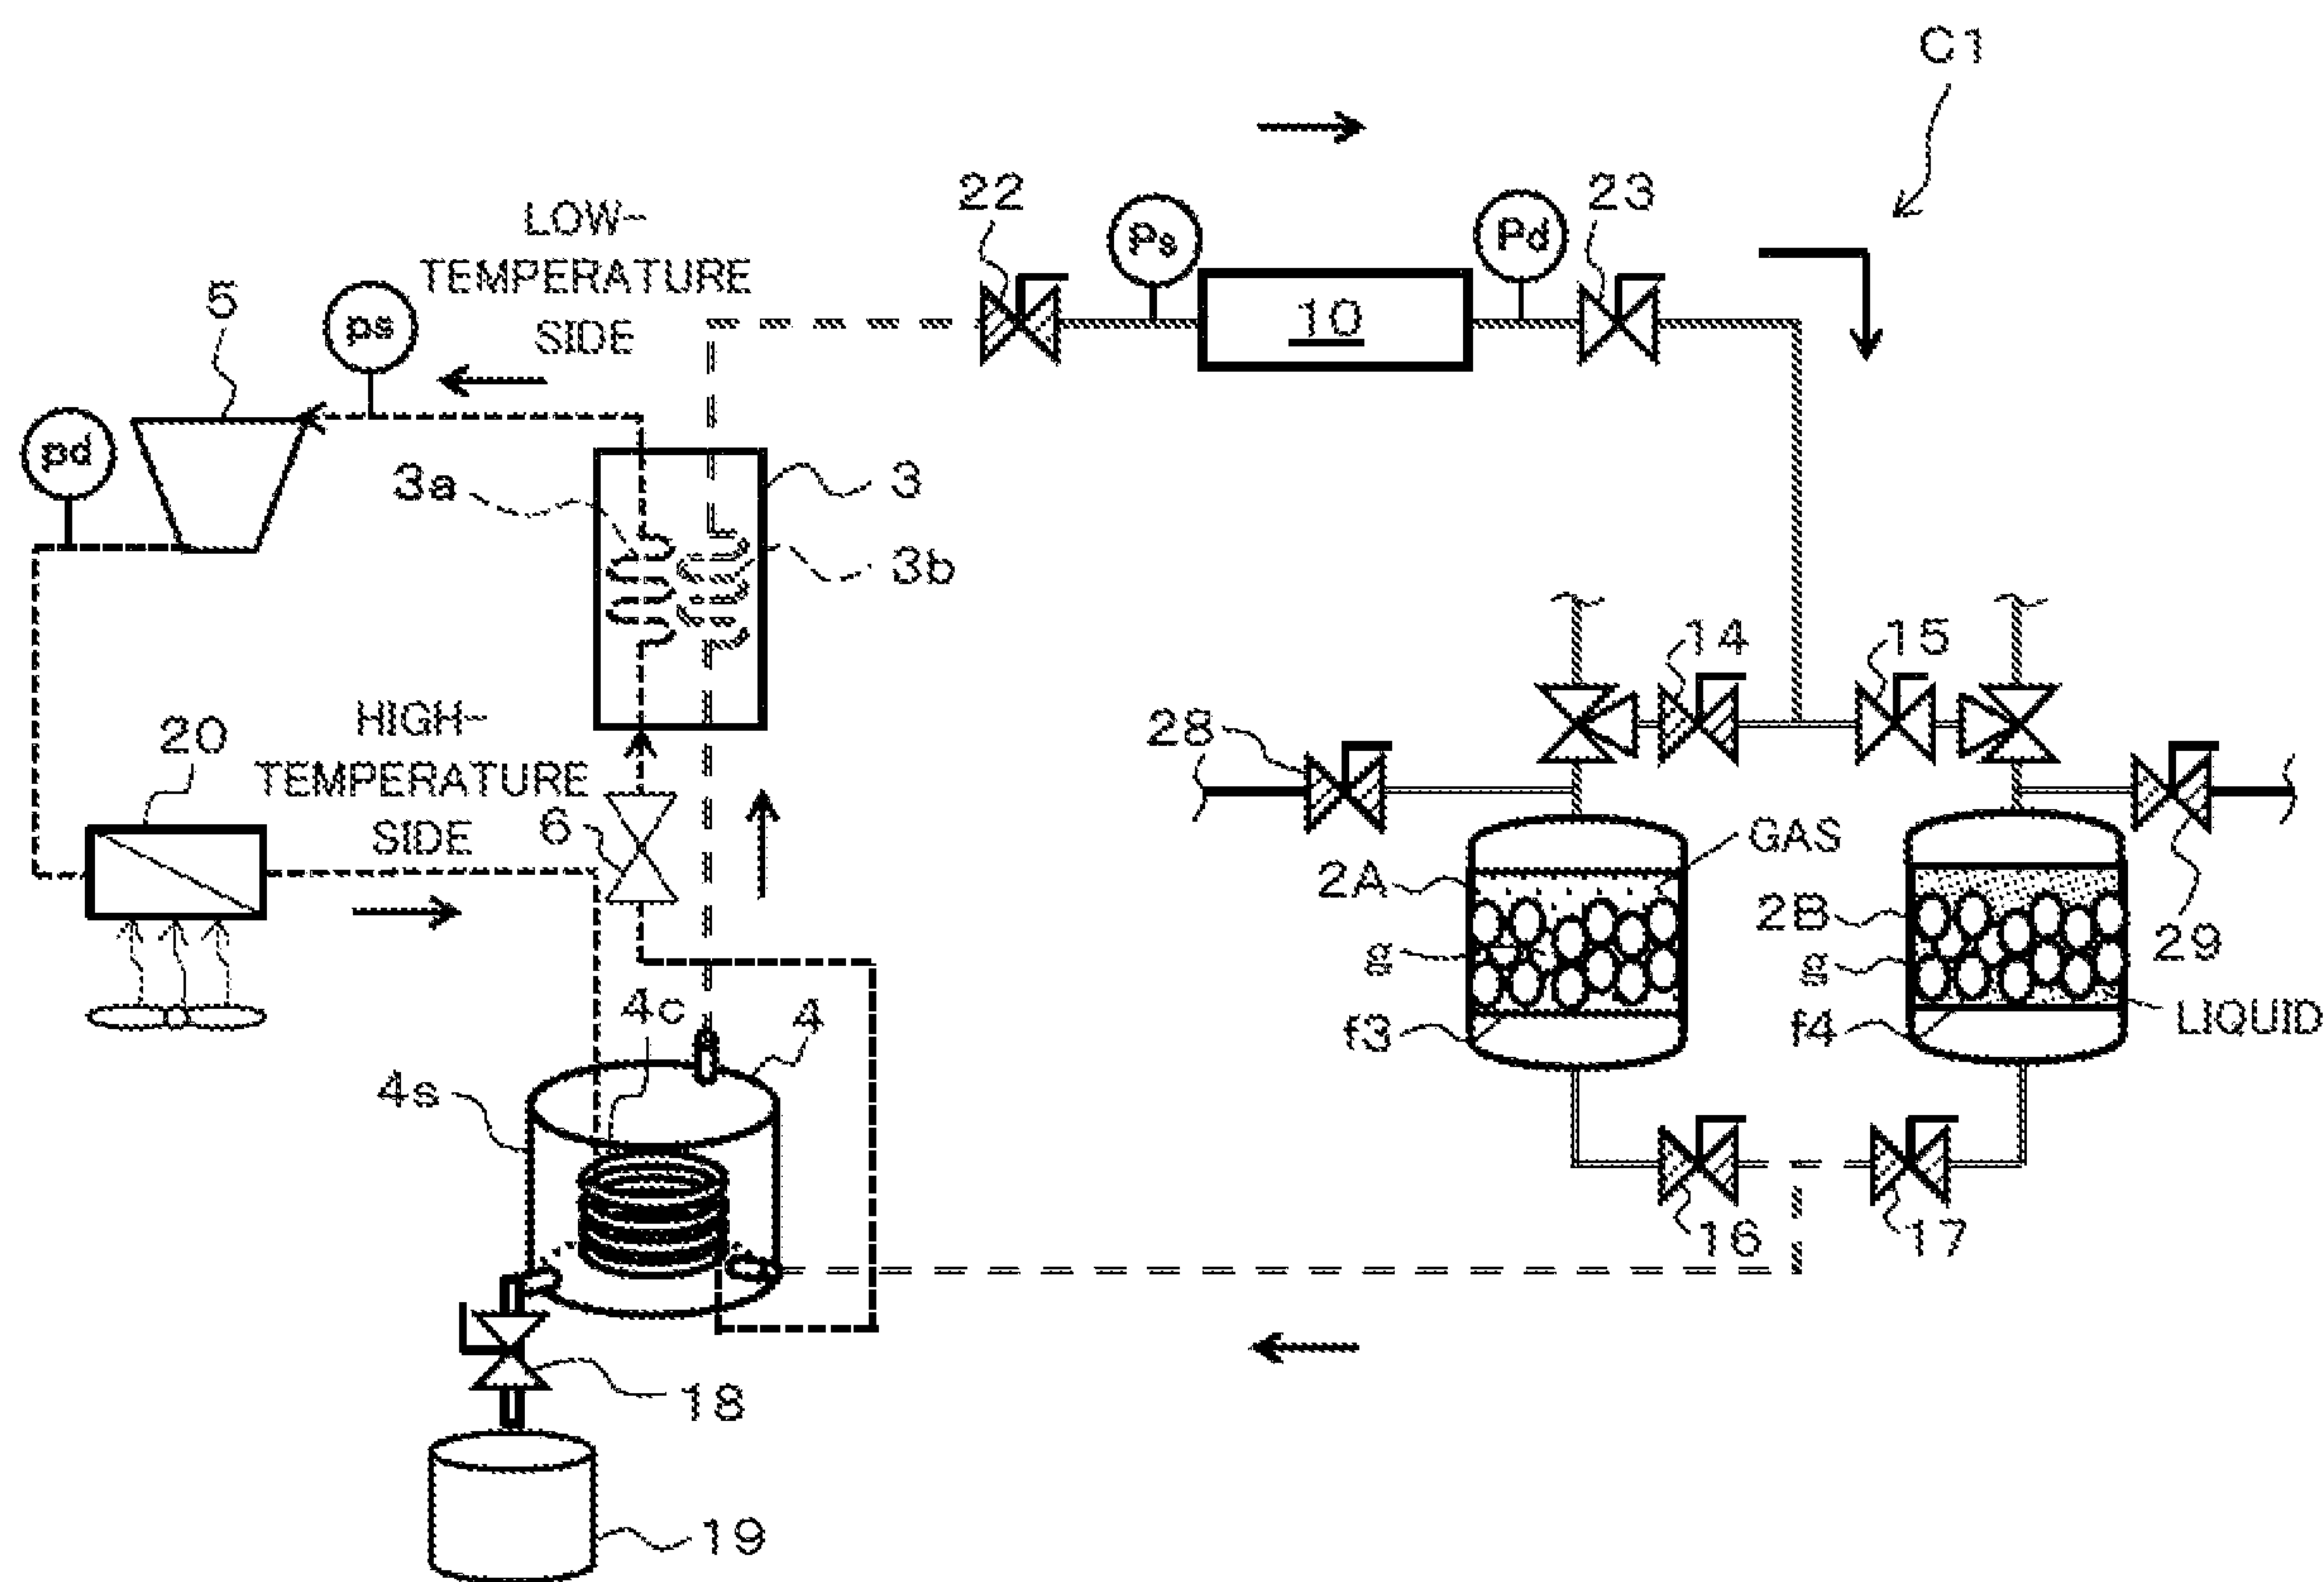 C1
22
Ps
Pd
23
LOW-
TEMPERATURE
SIDE
5
ps
10
pd
3a
3
3b
14
15
20
HIGH-
TEMPERATURE
SIDE
6
28
GAS
2A
2B
29
g
g
4c
4
f3
f4
LIQUID
4s
16
17
18
19